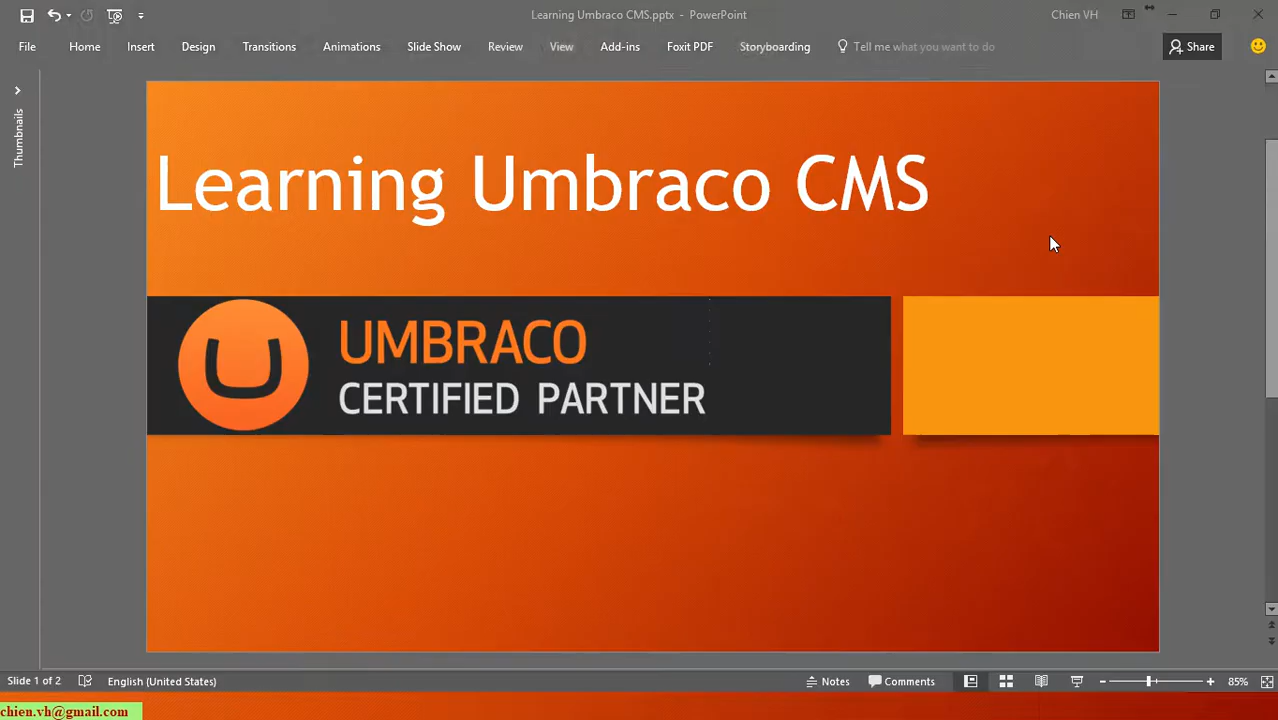 Learning Umbraco CMS.pptx - PowerPoint
Chien VH
File Home Insert Design Transitions Animations Slide Show Review View Add-ins Foxit PDF Storyboarding Tell me what you want to do Share
Thumbnails
Learning Umbraco CMS
UMBRACO
CERTIFIED PARTNER
Slide 1 of 2 English (United States) Notes Comments 85%
chien.vh@gmail.com